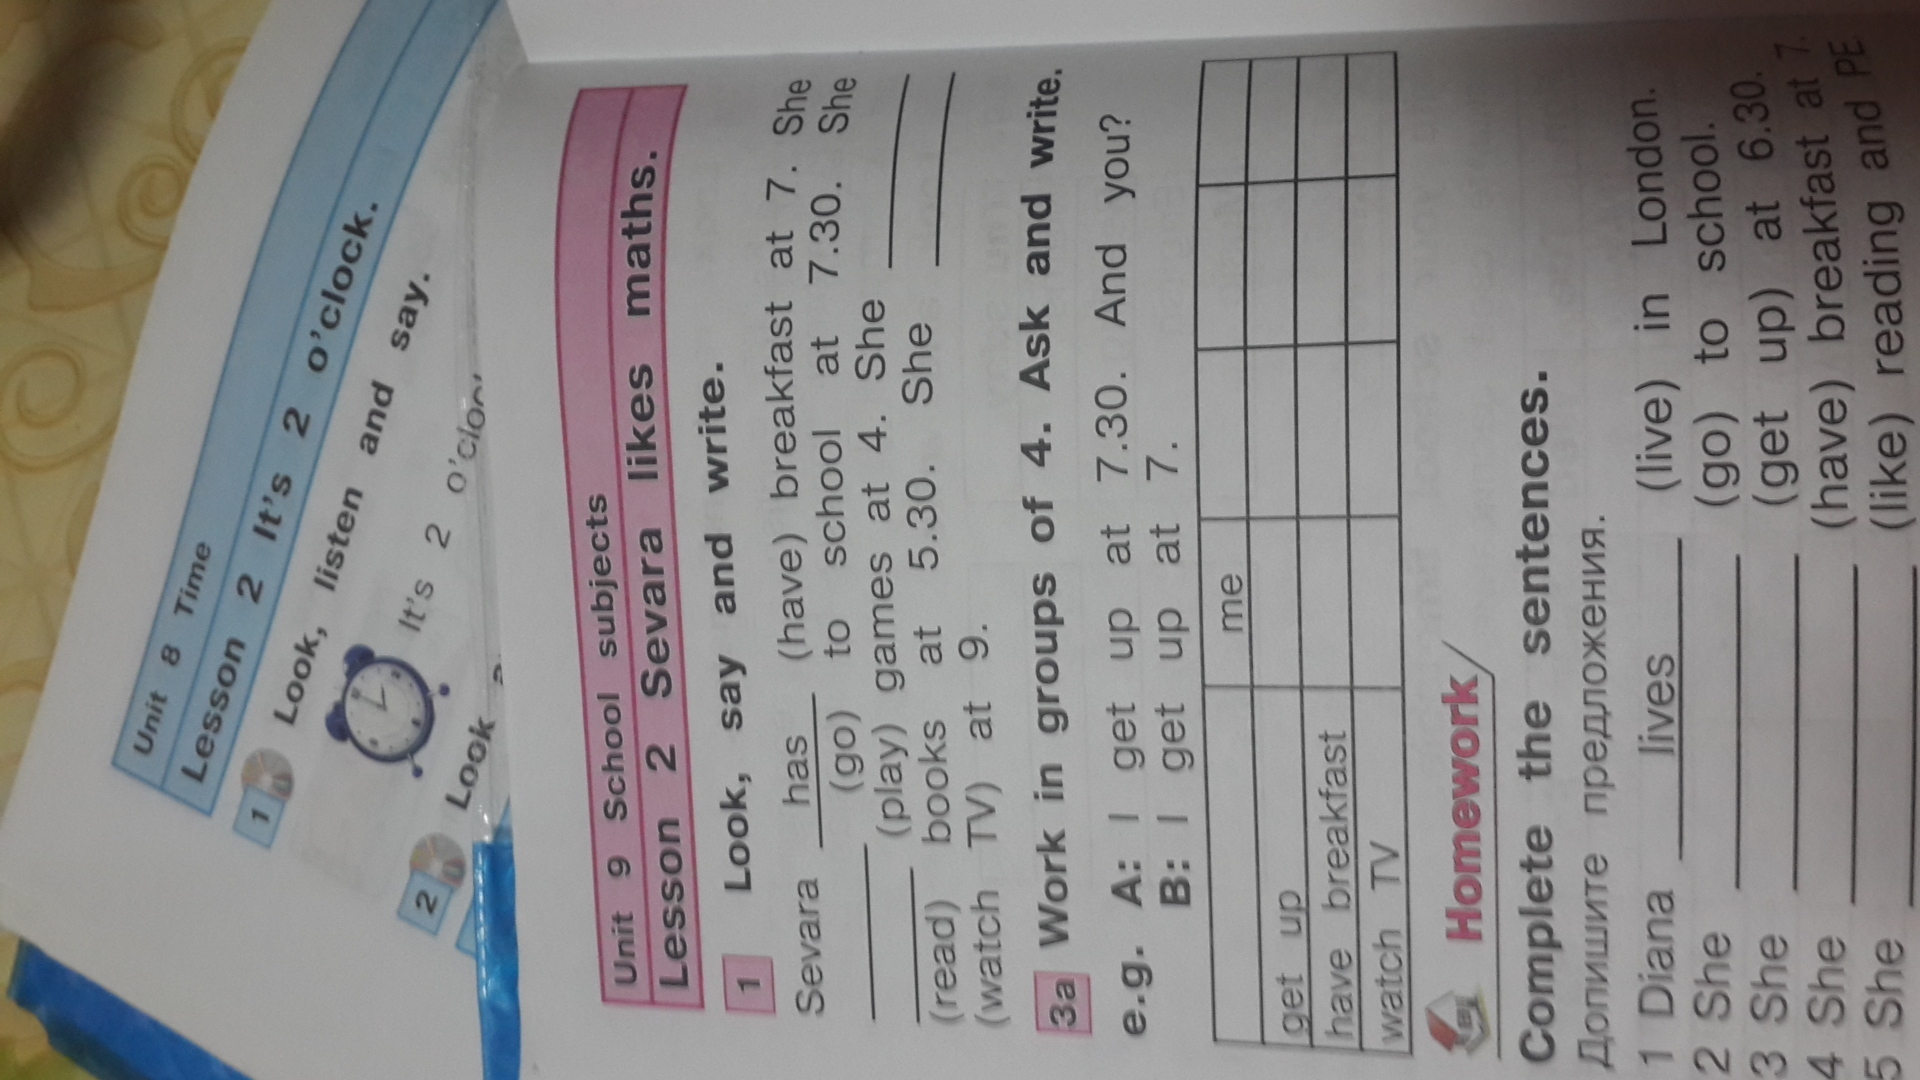 Unit 8 Time
Lesson 2 It's 2 o'clock.
1 Look, listen and say.
It's 2
2 Look
Unit 9 School subjects
Lesson 2 Sevara likes maths.
1 Look, say and write.
Sevara has (have) breakfast at 7. She
(go) to school at 7.30. She
(play) games at 4. She
(read) books at 5.30. She
(watch TV) at 9.
3a Work in groups of 4. Ask and write.
e.g. A: I get up at 7.30. And you?
B: I get up at 7.
me
get up
have breakfast
watch TV
Homework
Complete the sentences.
Допишите предложения.
1 Diana lives (live) in London.
2 She (go) to school.
3 She (get up) at 6.30.
4 She (have) breakfast at 7.
5 She (like) reading and PE.